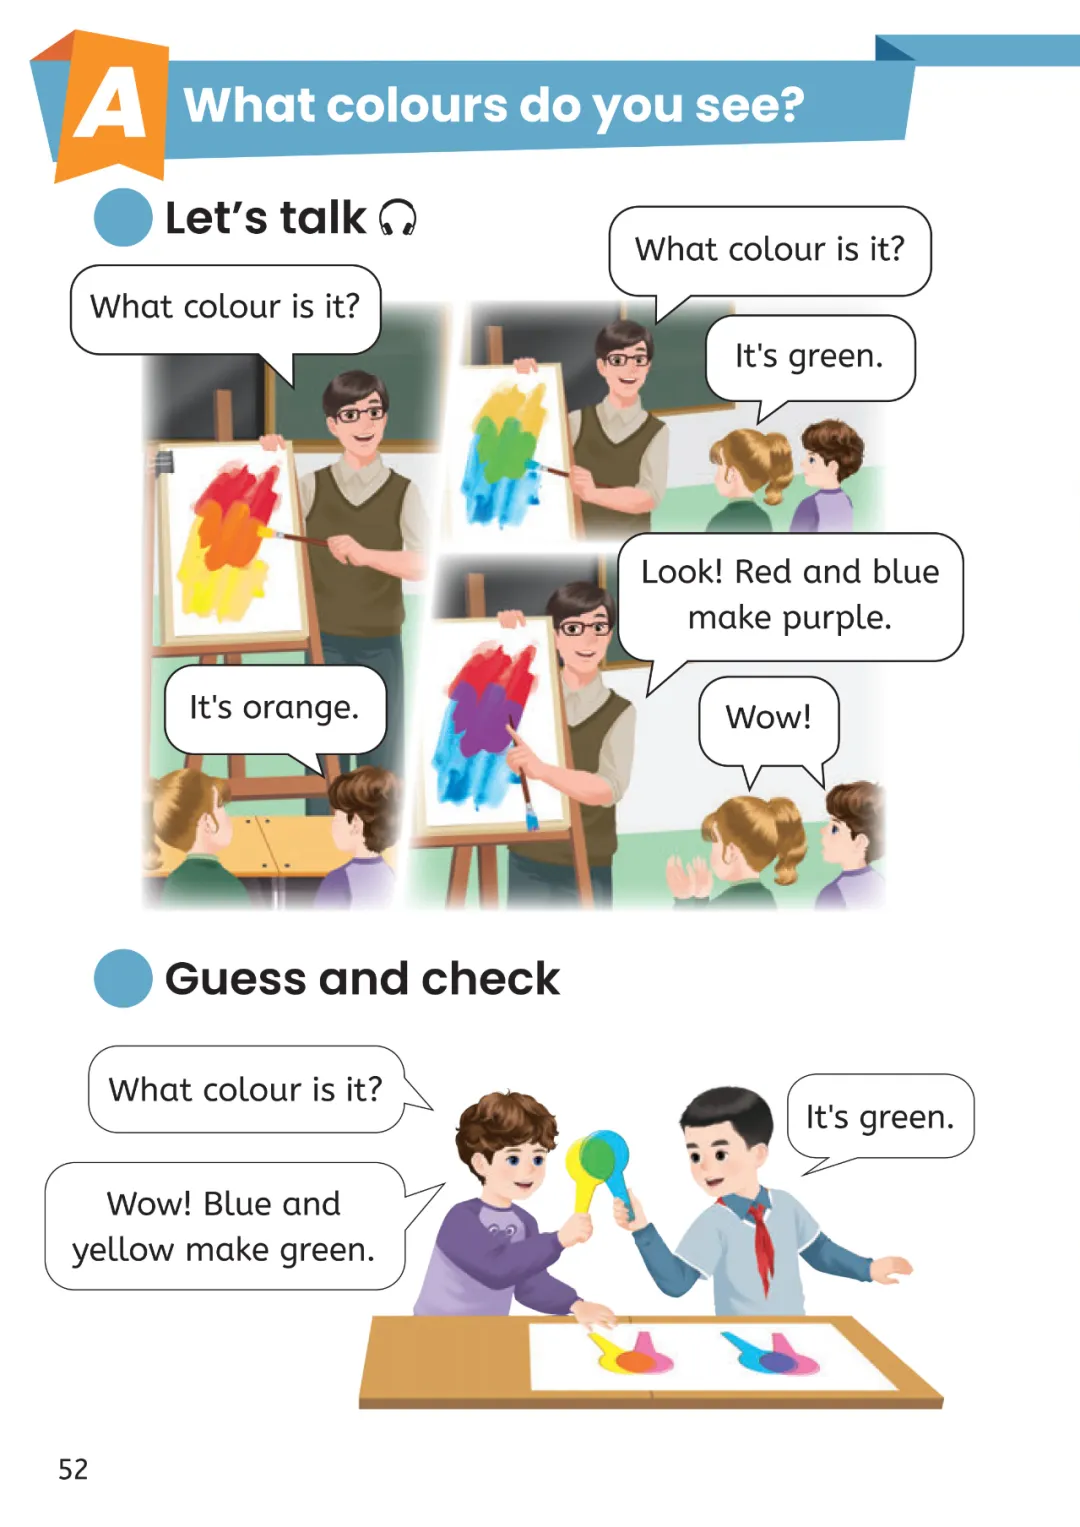 A
What colours do you see?
Let's talk
What colour is it?
It's orange.
What colour is it?
It's green.
Look! Red and blue
make purple.
Wow!
Guess and check
What colour is it?
It's green.
Wow! Blue and
yellow make green.
52